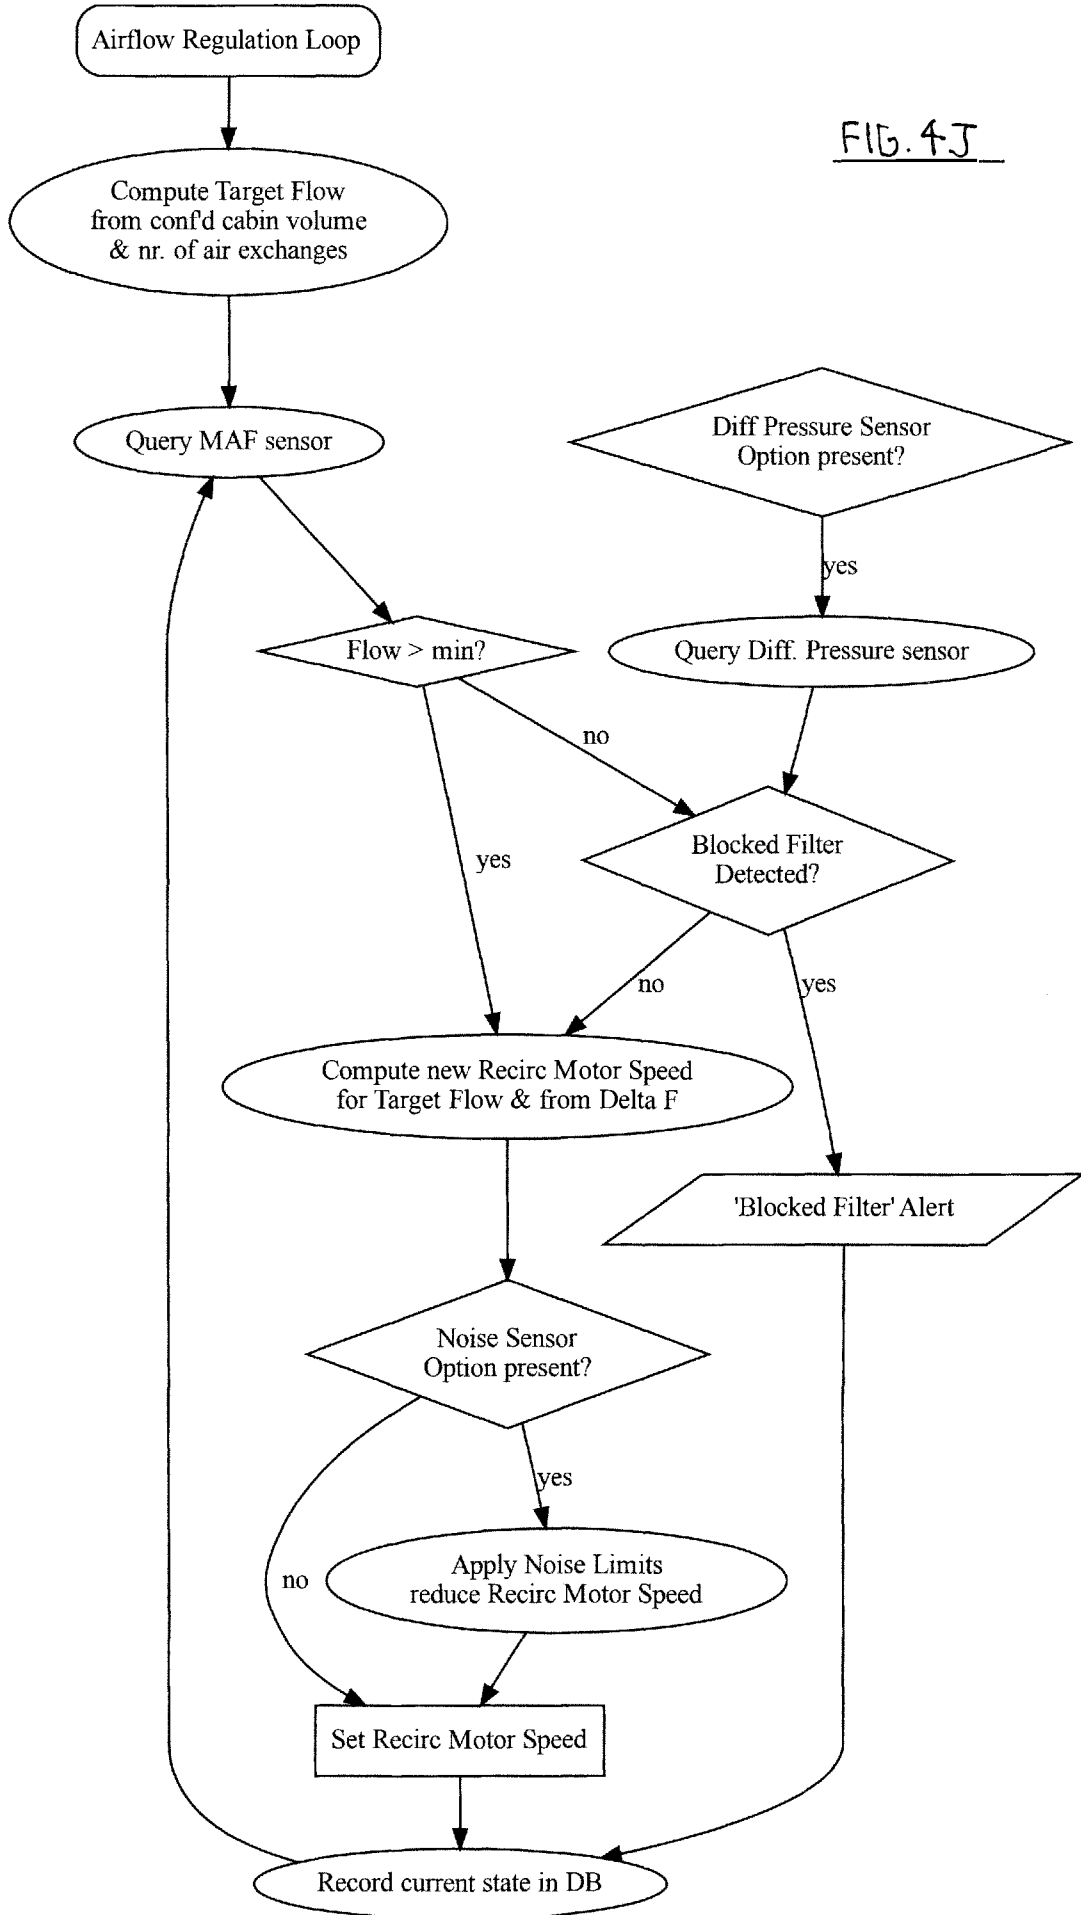 Airflow Regulation Loop
FIG. 4J
Compute Target Flow
from conf'd cabin volume
& nr. of air exchanges
Query MAF sensor
Diff Pressure Sensor
Option present?
yes
Flow > min?
Query Diff. Pressure sensor
no
Blocked Filter
Detected?
yes
no
yes
Compute new Recirc Motor Speed
for Target Flow & from Delta F
'Blocked Filter' Alert
Noise Sensor
Option present?
yes
no
Apply Noise Limits
reduce Recirc Motor Speed
Set Recirc Motor Speed
Record current state in DB